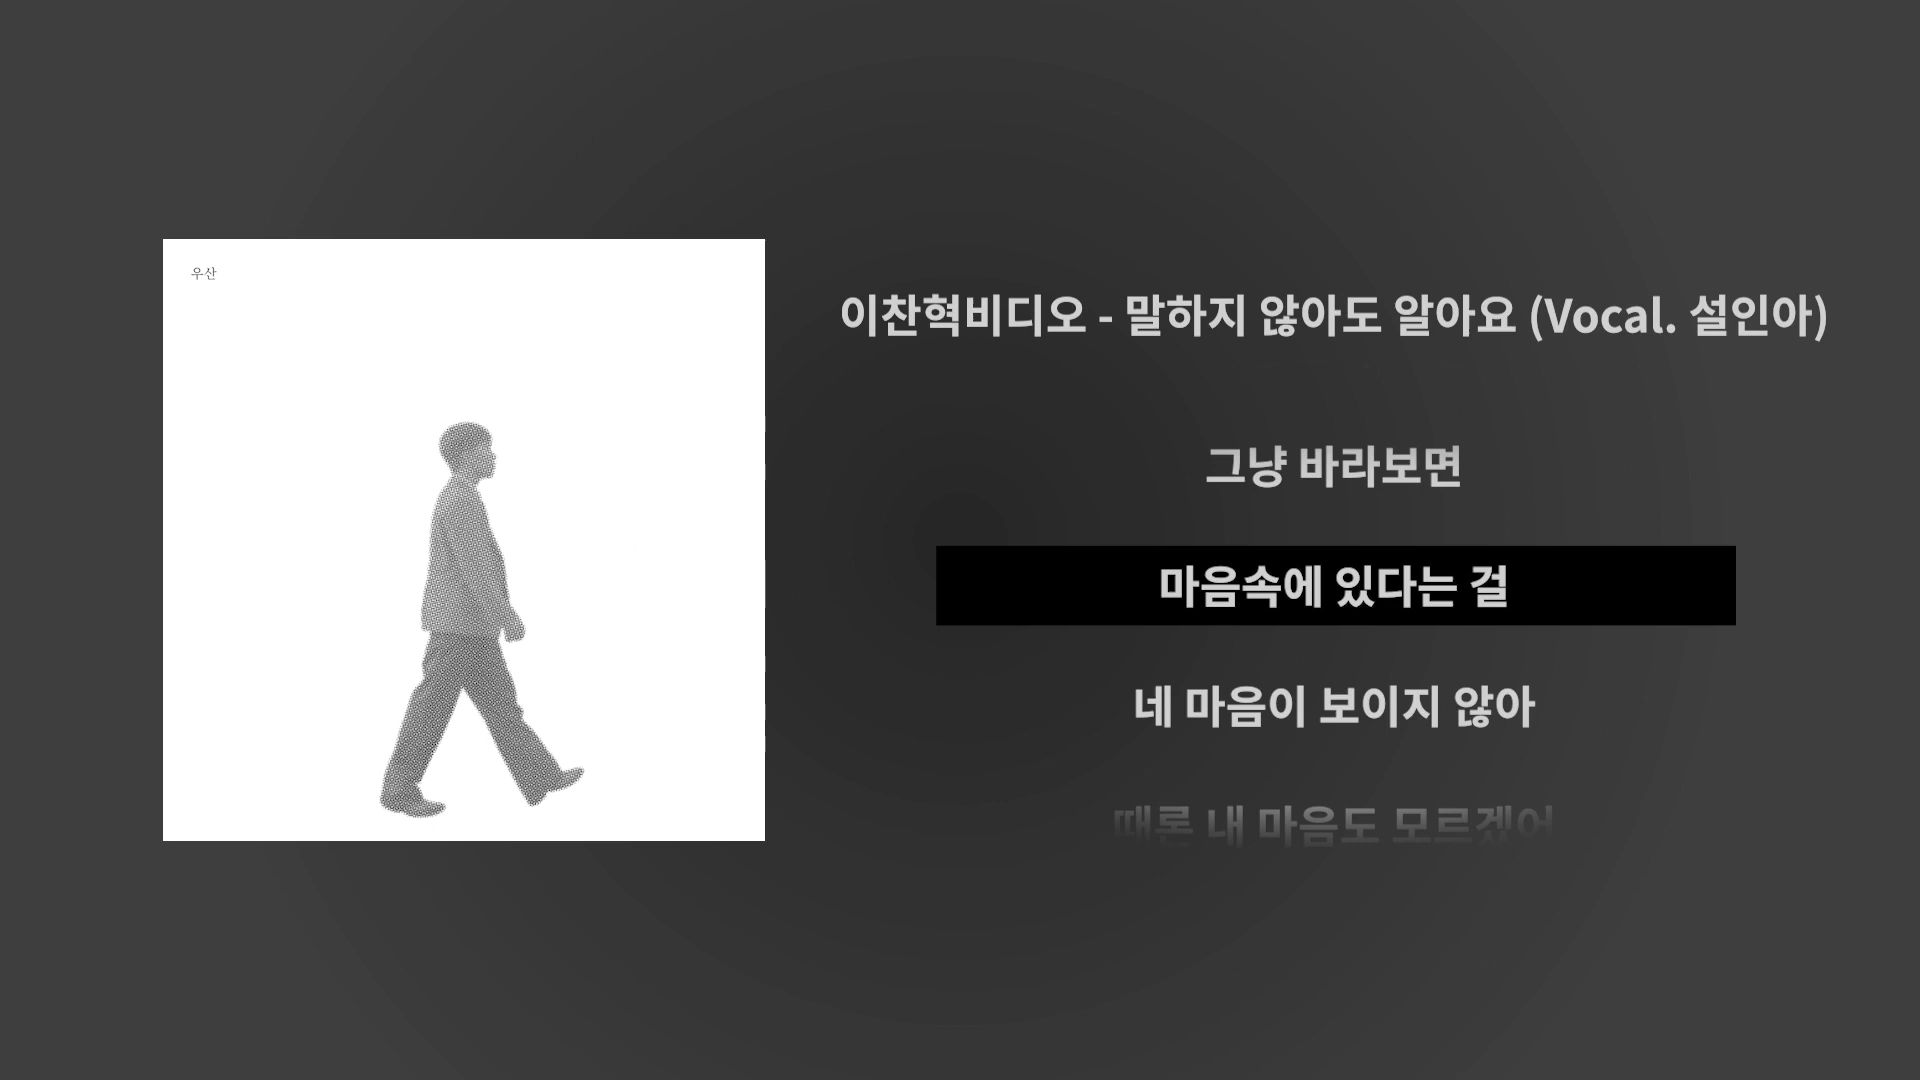 우산
이찬혁비디오 - 말하지 않아도 알아요 (Vocal. 설인아)
그냥 바라보면
마음속에 있다는 걸
네 마음이 보이지 않아
때론 내 마음도 모르겠어